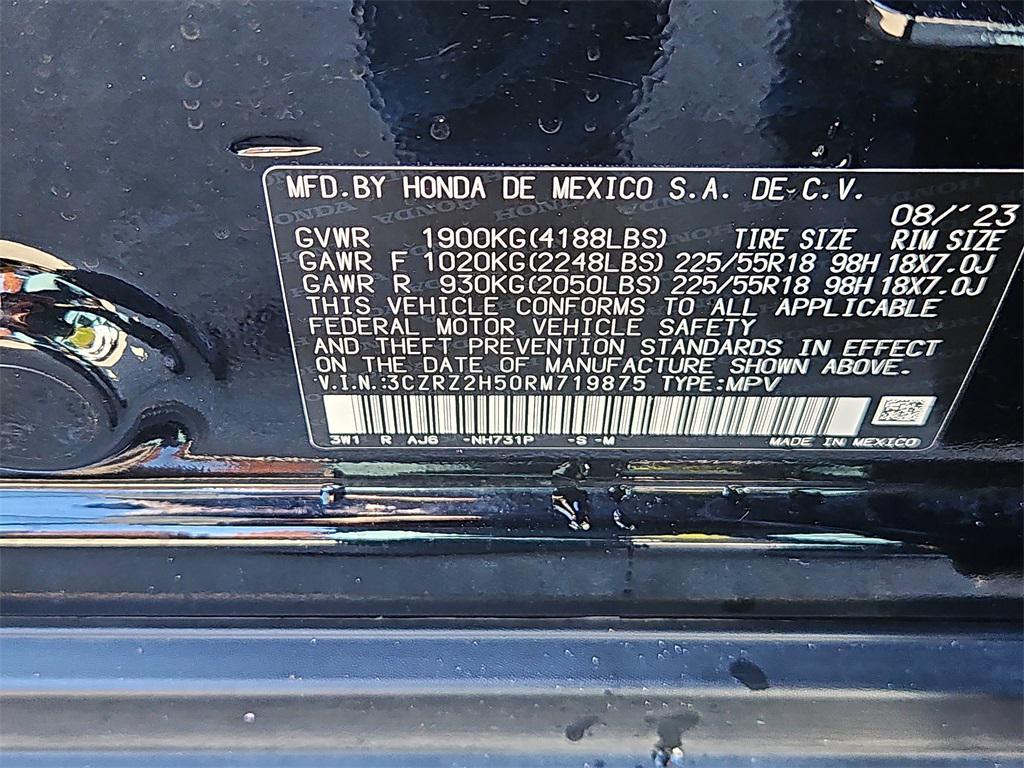 MFD.BY HONDA DE MEXICO S.A. DE C.V.
08/'23
GVWR 1900KG(4188LBS) TIRE SIZE RIM SIZE
GAWR F 1020KG(2248LBS) 225/55R18 98H 18X7.0J
GAWR R 930KG(2050LBS) 225/55R18 98H 18X7.0J
THIS VEHICLE CONFORMS TO ALL APPLICABLE
FEDERAL MOTOR VEHICLE SAFETY
AND THEFT PREVENTION STANDARDS IN EFFECT
ON THE DATE OF MANUFACTURE SHOWN ABOVE.
V.I.N.:3CZRZ2H50RM719875 TYPE:MPV
3W1 R AJ6 -NH731P -S -M MADE IN MEXICO